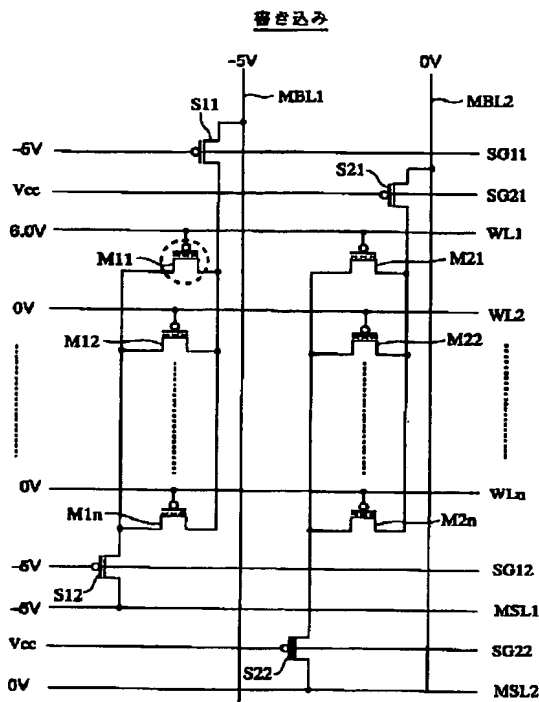 書き込み
-5V 0V
S11 MBL1 MBL2
-5V S21 SG11
Vcc SG21
6.0V WL1
M11 M21
0V WL2
M12 M22
0V WLn
M1n M2n
-5V SG12
S12
-5V MSL1
Vcc SG22
S22
0V MSL2